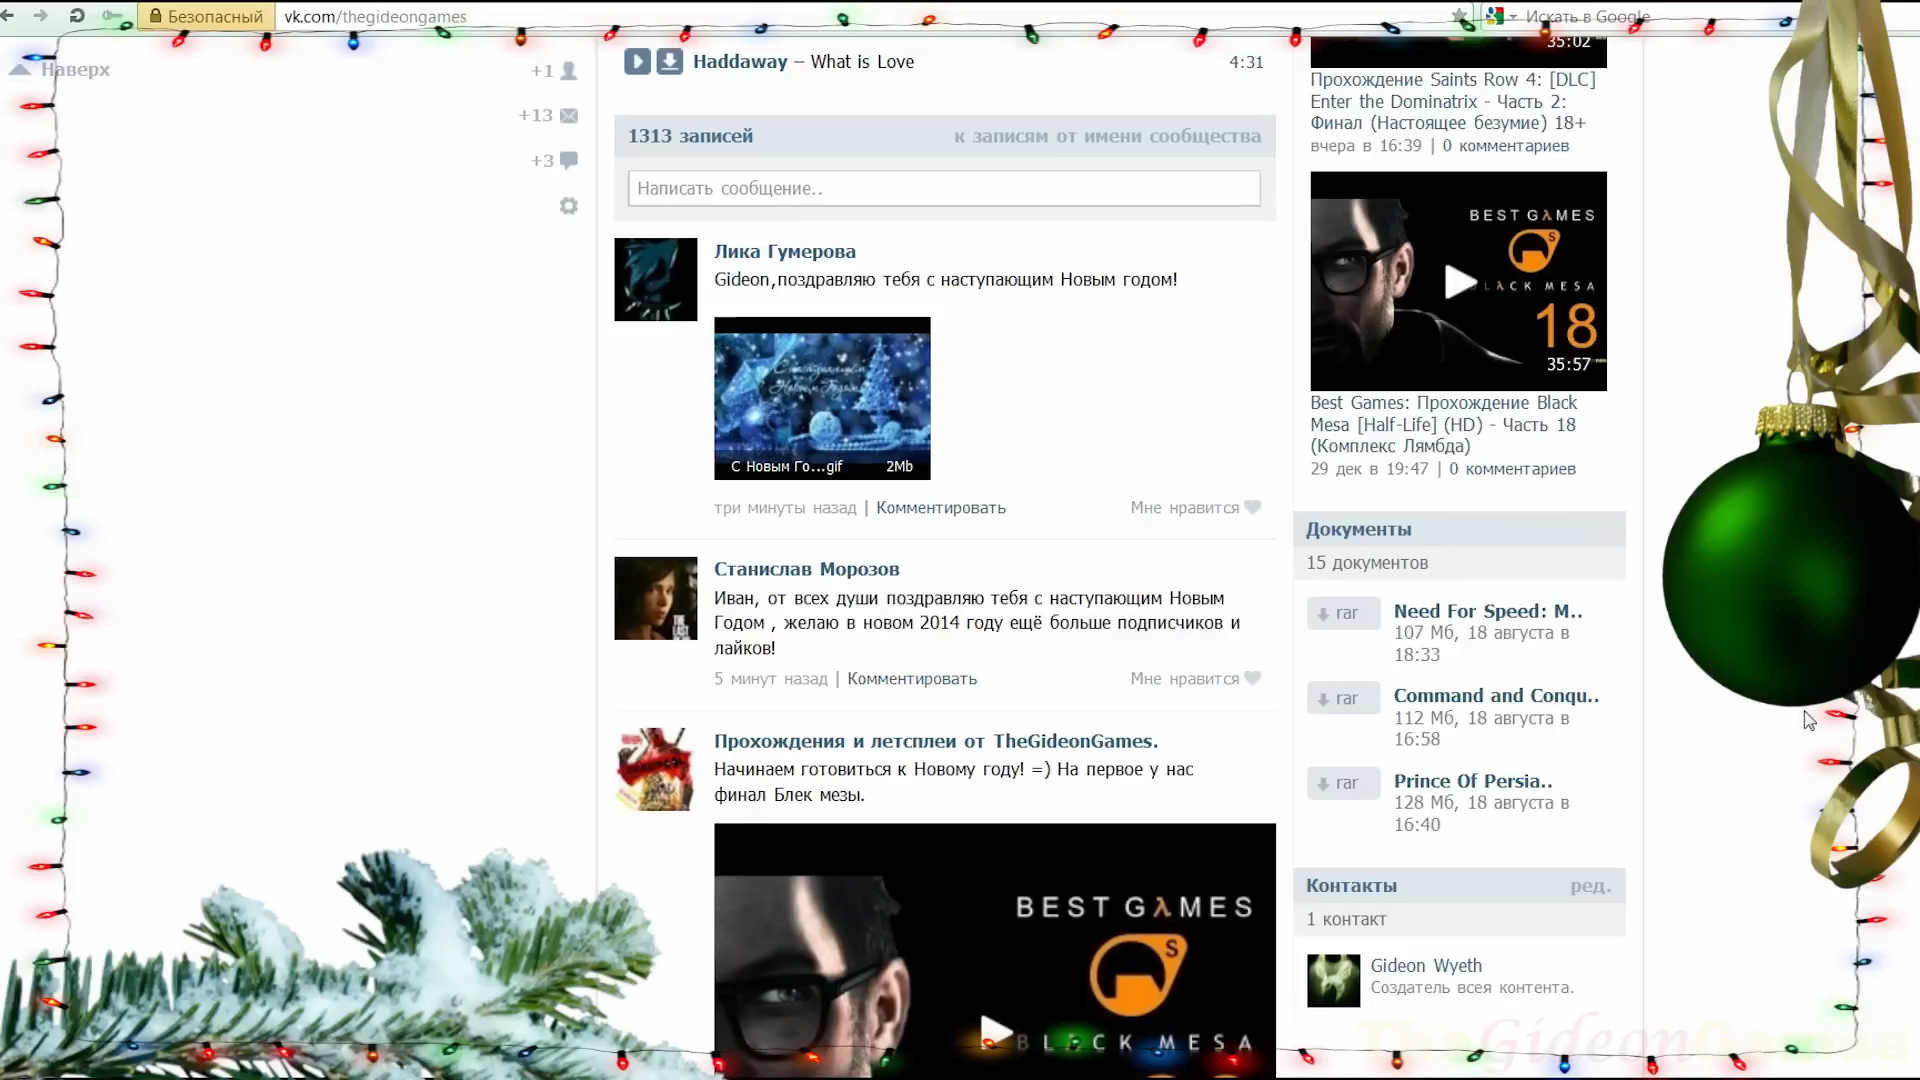 Безопасный vk.com/thegideongames Искать в Google
Наверх
+1
+13
+3
Haddaway – What is Love 4:31
1313 записей к записям от имени сообщества
Написать сообщение..
Лика Гумерова
Gideon,поздравляю тебя с наступающим Новым годом!
С наступающим
Новым Годом
С Новым Го...gif 2Mb
три минуты назад | Комментировать Мне нравится
Станислав Морозов
Иван, от всех души поздравляю тебя с наступающим Новым
Годом , желаю в новом 2014 году ещё больше подписчиков и
лайков!
THE
LAST
5 минут назад | Комментировать Мне нравится
Прохождения и летсплеи от TheGideonGames.
Начинаем готовиться к Новому году! =) На первое у нас
финал Блек мезы.
BEST GAMES
S
BLACK MESA
35:02
Прохождение Saints Row 4: [DLC]
Enter the Dominatrix - Часть 2:
Финал (Настоящее безумие) 18+
вчера в 16:39 | 0 комментариев
BEST GAMES
S
BLACK MESA
18
35:57
Best Games: Прохождение Black
Mesa [Half-Life] (HD) - Часть 18
(Комплекс Лямбда)
29 дек в 19:47 | 0 комментариев
Документы
15 документов
rar Need For Speed: M..
107 Мб, 18 августа в
18:33
rar Command and Conqu..
112 Мб, 18 августа в
16:58
rar Prince Of Persia..
128 Мб, 18 августа в
16:40
Контакты ред.
1 контакт
Gideon Wyeth
Создатель всея контента.
TheGideonGames